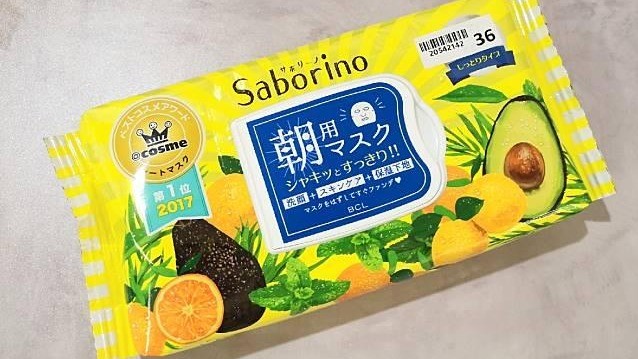 サボリーノ
Saborino
朝用マスク
シャキッとすっきり!!
洗顔+スキンケア+保湿下地
マスクをはずしてすぐファンデ♥
BCL
ベストコスメアワード
@cosme
ートマスク
第1位
2017
20542142
36
しっとりタイプ